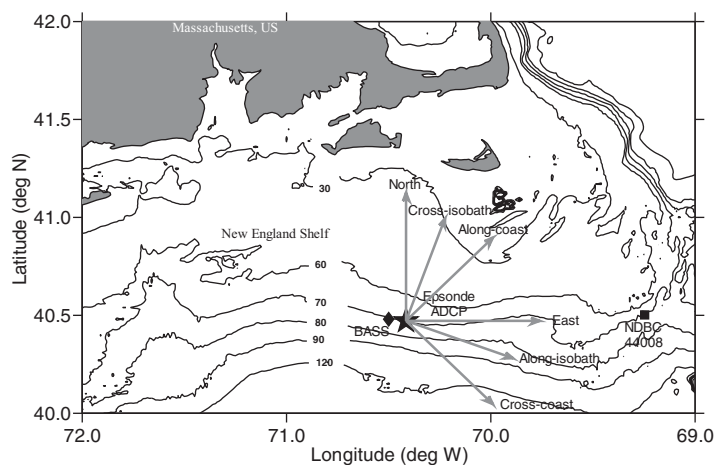 42.0
Massachusetts, US
41.5
41.0
40.5
40.0
Latitude (deg N)
30
North
Cross-isobath
Along-coast
New England Shelf
60
70
80
90
120
Epsonde
ADCP
BASS
East
NDBC
44008
Along-isobath
Cross-coast
72.0
71.0
70.0
69.0
Longitude (deg W)